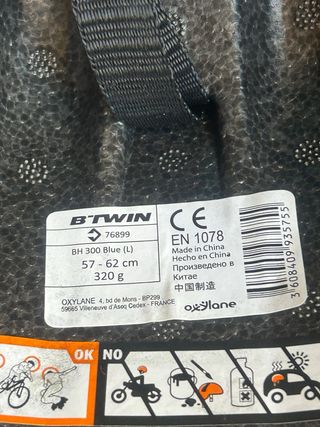 B'TWIN
76899
BH 300 Blue (L)
57 - 62 cm
320 g
OXYLANE 4, bd de Mons - BP299
59665 Villeneuve d'Ascq Cedex - FRANCE
CE
EN 1078
Made in China
Hecho en China
Произведено в
Китае
中国制造
oxylane
3608409935755
OK
NO